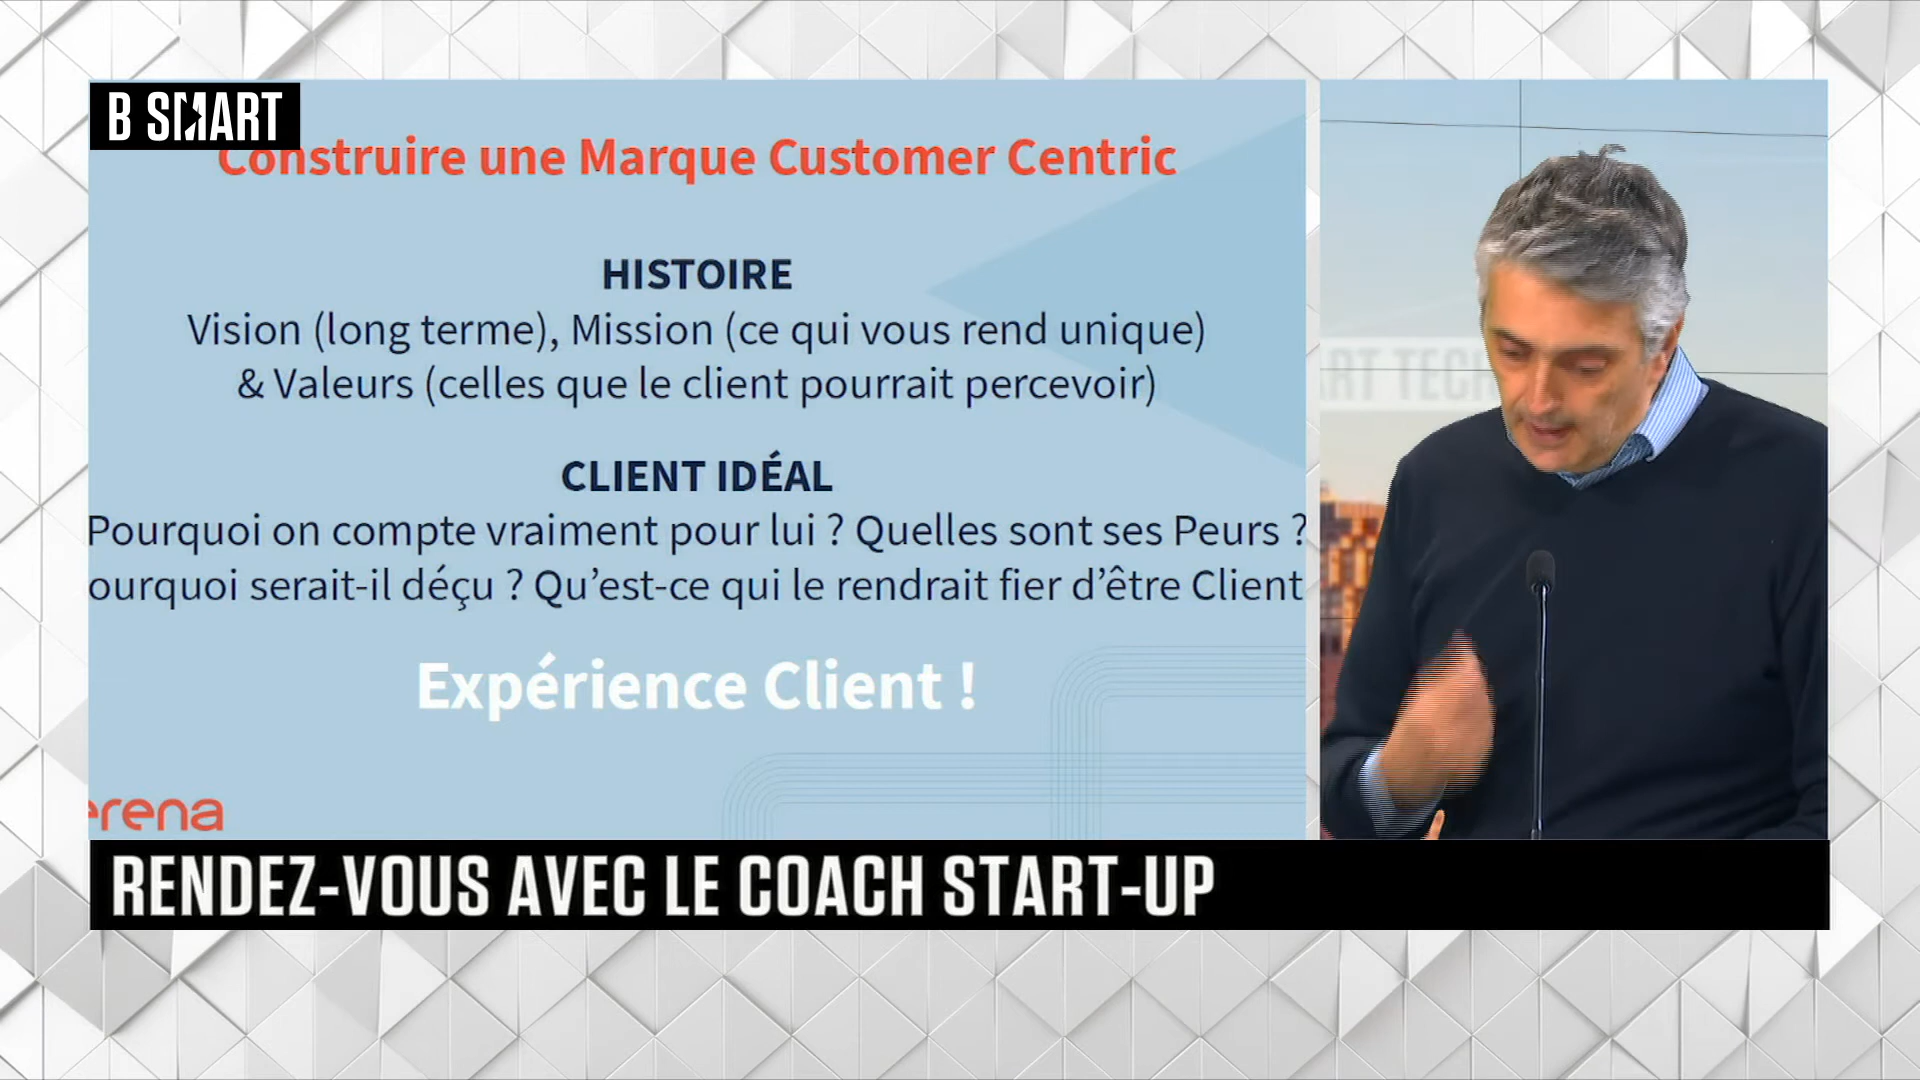 B SMART
Construire une Marque Customer Centric
HISTOIRE
Vision (long terme), Mission (ce qui vous rend unique)
& Valeurs (celles que le client pourrait percevoir)
CLIENT IDÉAL
Pourquoi on compte vraiment pour lui ? Quelles sont ses Peurs ?
ourquoi serait-il déçu ? Qu’est-ce qui le rendrait fier d’être Client
Expérience Client !
erena
ART TECH
RENDEZ-VOUS AVEC LE COACH START-UP